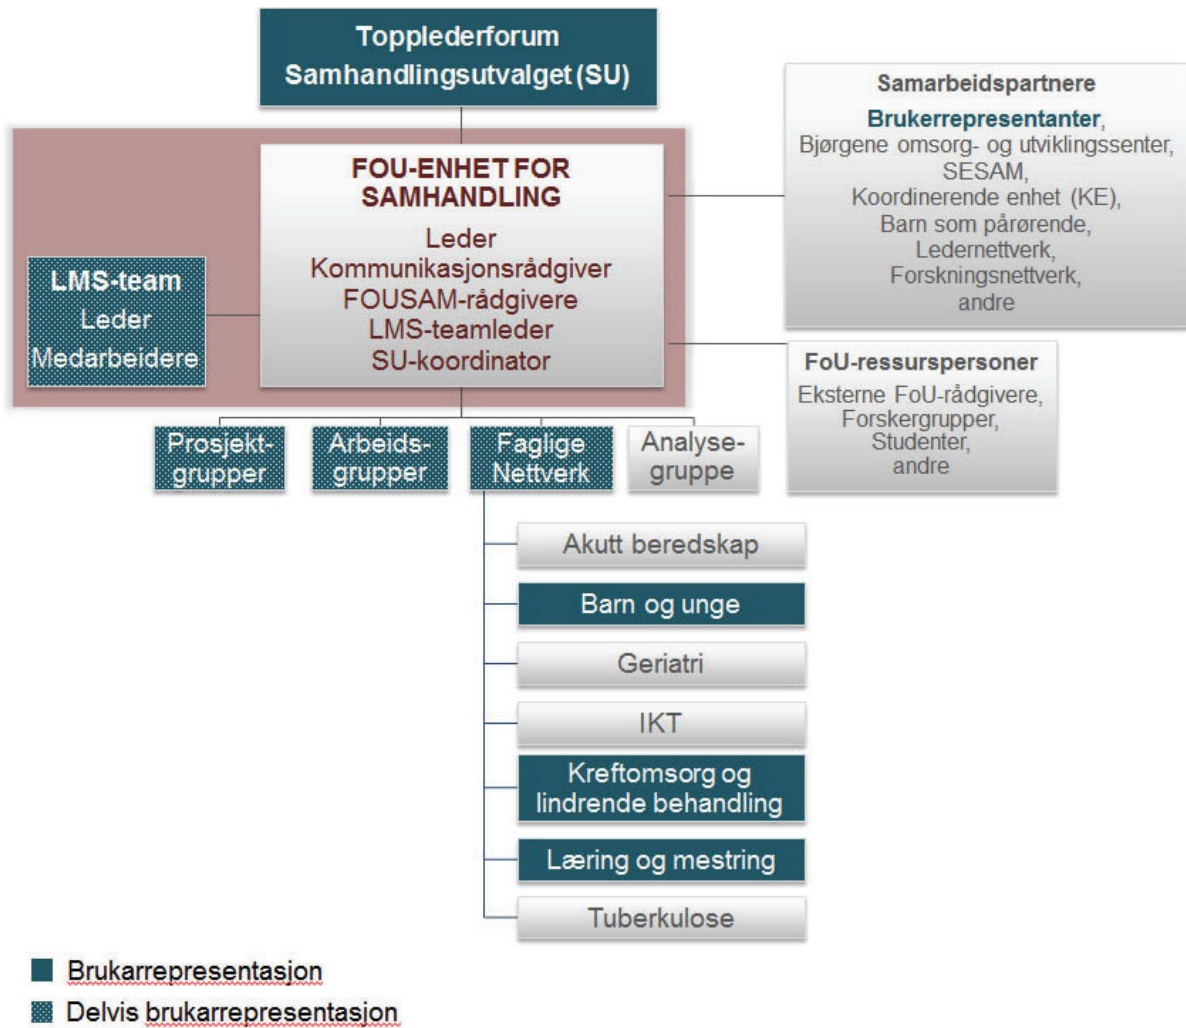 Topplederforum
Samhandlingsutvalget (SU)
Samarbeidspartnere
Brukerrepresentanter,
Bjørgene omsorg- og utviklingssenter,
SESAM,
Koordinerende enhet (KE),
Barn som pårørende,
Ledernettverk,
Forskningsnettverk,
andre
FOU-ENHET FOR
SAMHANDLING
Leder
Kommunikasjonsrådgiver
FOUSAM-rådgivere
LMS-teamleder
SU-koordinator
LMS-team
Leder
Medarbeidere
FoU-ressurspersoner
Eksterne FoU-rådgivere,
Forskergrupper,
Studenter,
andre
Prosjekt-
grupper
Arbeids-
grupper
Faglige
Nettverk
Analyse-
gruppe
Akutt beredskap
Barn og unge
Geriatri
IKT
Kreftomsorg og
lindrende behandling
Læring og mestring
Tuberkulose
Brukarrepresentasjon
Delvis brukarrepresentasjon